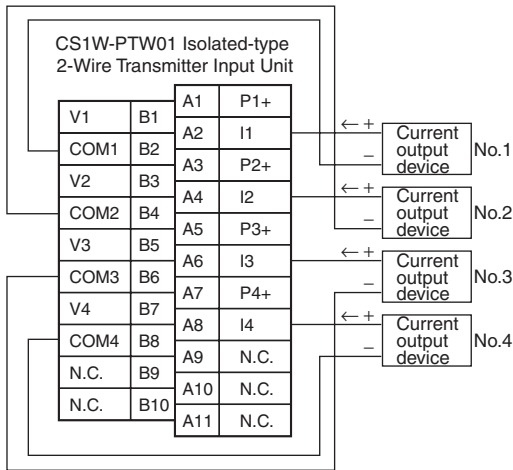 CS1W-PTW01 Isolated-type
2-Wire Transmitter Input Unit
A1 P1+
V1 B1
A2 I1
COM1 B2
A3 P2+
V2 B3
A4 I2
COM2 B4
A5 P3+
V3 B5
A6 I3
COM3 B6
A7 P4+
V4 B7
A8 I4
COM4 B8
A9 N.C.
N.C. B9
A10 N.C.
N.C. B10
A11 N.C.
← +
−
Current
output
device
No.1
← +
−
Current
output
device
No.2
← +
−
Current
output
device
No.3
← +
−
Current
output
device
No.4